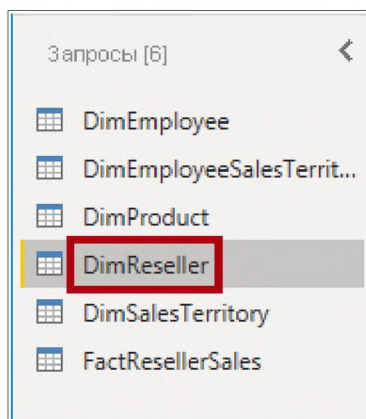 Запросы [6]
DimEmployee
DimEmployeeSalesTerrit...
DimProduct
DimReseller
DimSalesTerritory
FactResellerSales